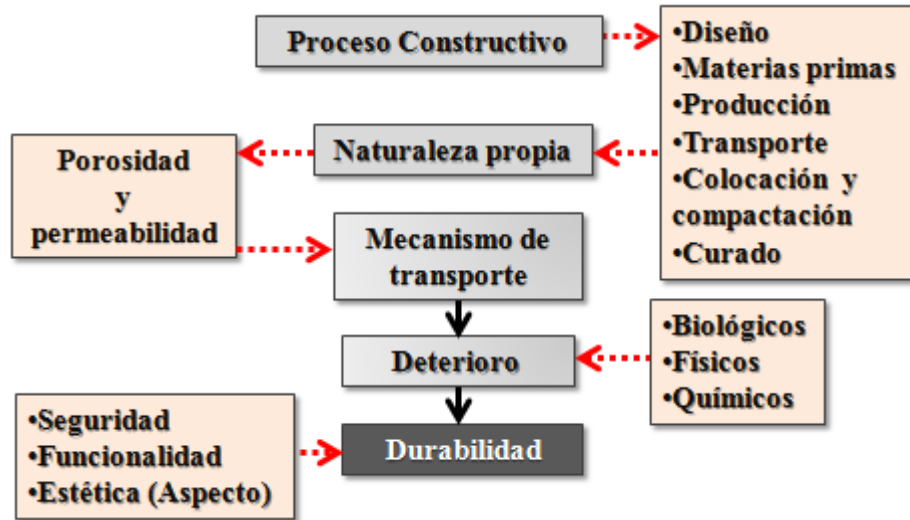 Proceso Constructivo
•Diseño
•Materias primas
•Producción
•Transporte
•Colocación y
compactación
•Curado
Naturaleza propia
Porosidad
y
permeabilidad
Mecanismo de
transporte
•Biológicos
•Físicos
•Químicos
Deterioro
•Seguridad
•Funcionalidad
•Estética (Aspecto)
Durabilidad